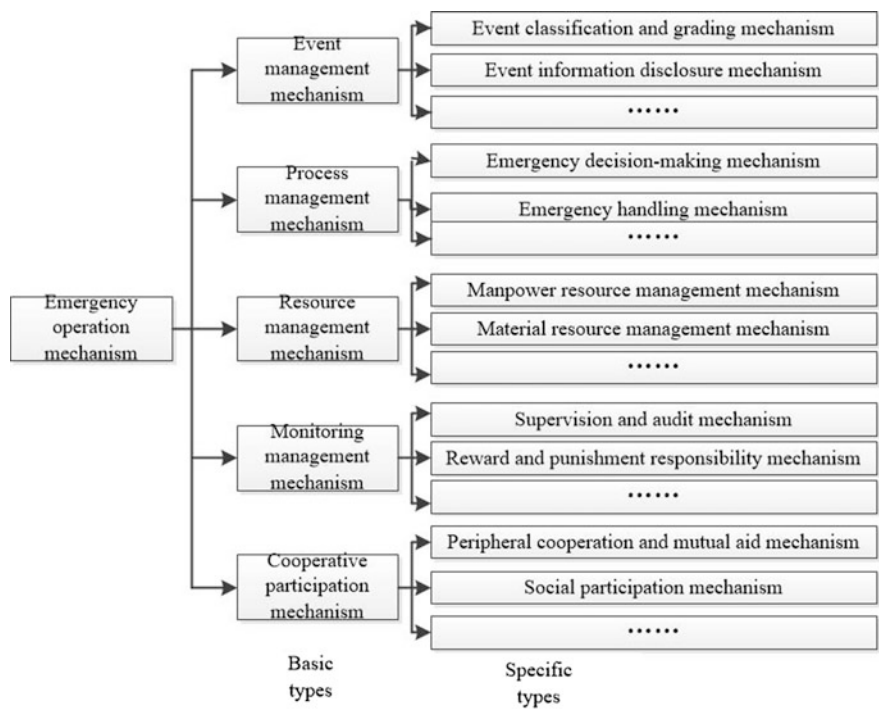 Event
management
mechanism
Event classification and grading mechanism
Event information disclosure mechanism
......
Process
management
mechanism
Emergency decision-making mechanism
Emergency handling mechanism
......
Emergency
operation
mechanism
Resource
management
mechanism
Manpower resource management mechanism
Material resource management mechanism
......
Monitoring
management
mechanism
Supervision and audit mechanism
Reward and punishment responsibility mechanism
......
Cooperative
participation
mechanism
Peripheral cooperation and mutual aid mechanism
Social participation mechanism
......
Basic
types
Specific
types